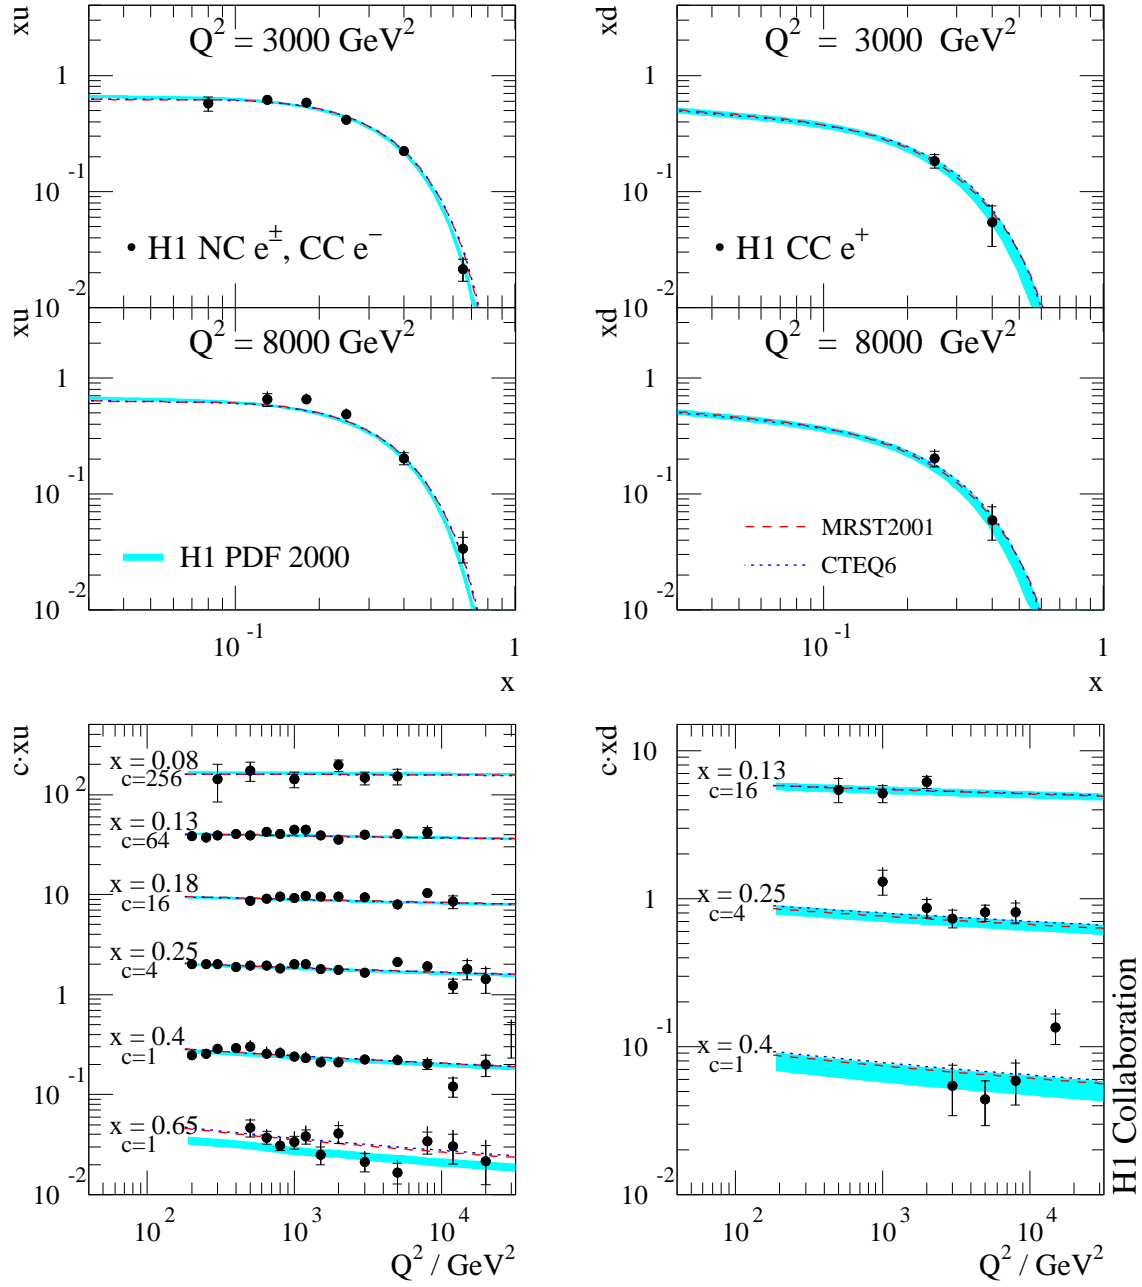 xu
Q² = 3000 GeV²
1
10⁻¹
• H1 NC e±, CC e⁻
10⁻²
xd
Q² = 3000 GeV²
1
10⁻¹
• H1 CC e⁺
10⁻²
xu
Q² = 8000 GeV²
1
10⁻¹
H1 PDF 2000
10⁻²
10⁻¹
1
x
xd
Q² = 8000 GeV²
1
10⁻¹
MRST2001
CTEQ6
10⁻²
10⁻¹
1
x
c·xu
x = 0.08
c=256
10²
x = 0.13
c=64
10
x = 0.18
c=16
x = 0.25
c=4
1
x = 0.4
c=1
10⁻¹
x = 0.65
c=1
10⁻²
10²
10³
10⁴
Q² / GeV²
c·xd
10
x = 0.13
c=16
1
x = 0.25
c=4
10⁻¹
x = 0.4
c=1
10⁻²
10²
10³
10⁴
Q² / GeV²
H1 Collaboration